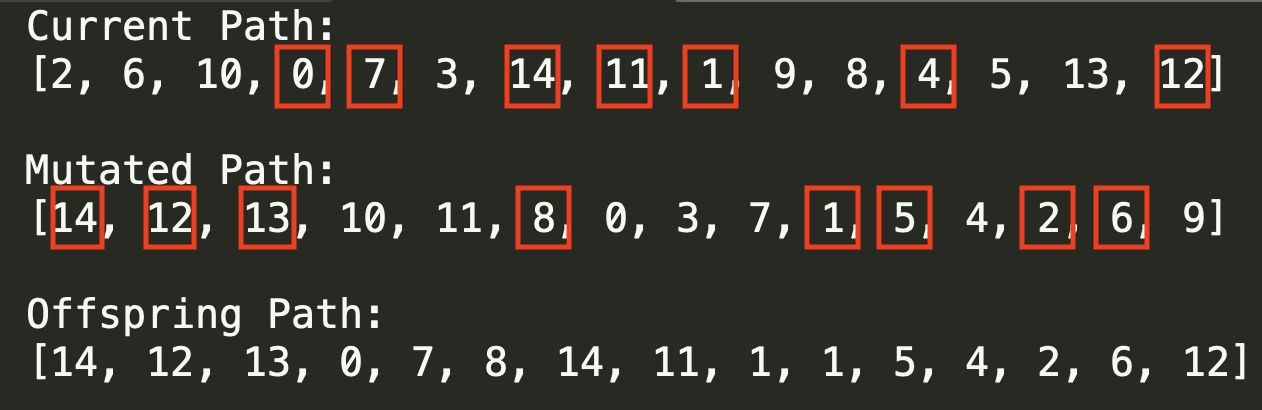 Current Path:
[2, 6, 10, 0, 7, 3, 14, 11, 1, 9, 8, 4, 5, 13, 12]
Mutated Path:
[14, 12, 13, 10, 11, 8, 0, 3, 7, 1, 5, 4, 2, 6, 9]
Offspring Path:
[14, 12, 13, 0, 7, 8, 14, 11, 1, 1, 5, 4, 2, 6, 12]